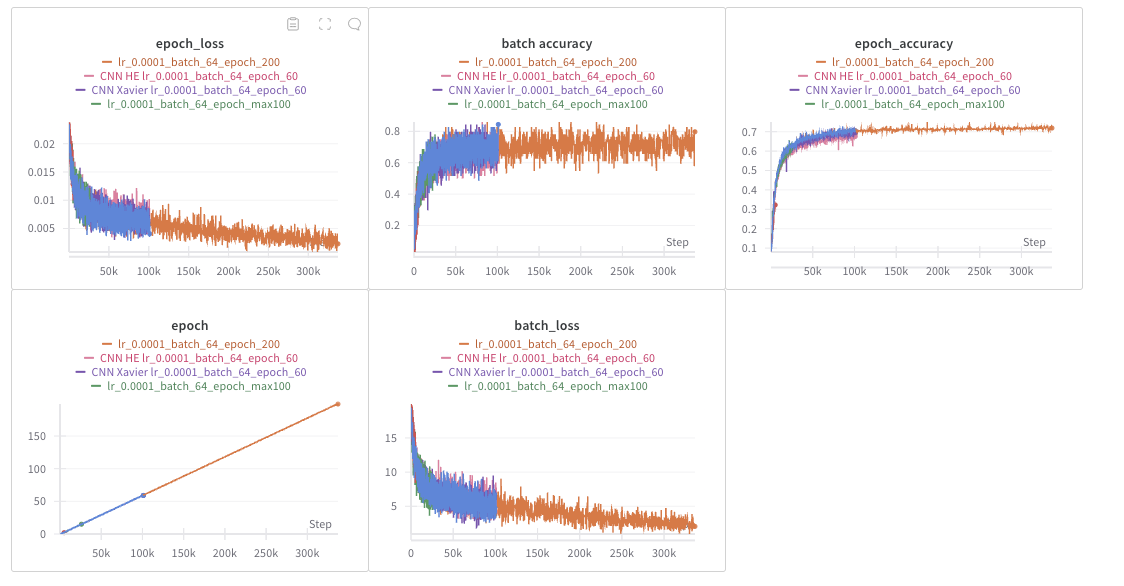 epoch_loss
lr_0.0001_batch_64_epoch_200
CNN HE lr_0.0001_batch_64_epoch_60
CNN Xavier lr_0.0001_batch_64_epoch_60
lr_0.0001_batch_64_epoch_max100
0.02
0.015
0.01
0.005
50k 100k 150k 200k 250k 300k
batch accuracy
lr_0.0001_batch_64_epoch_200
CNN HE lr_0.0001_batch_64_epoch_60
CNN Xavier lr_0.0001_batch_64_epoch_60
lr_0.0001_batch_64_epoch_max100
0.8
0.6
0.4
0.2
Step
0 50k 100k 150k 200k 250k 300k
epoch_accuracy
lr_0.0001_batch_64_epoch_200
CNN HE lr_0.0001_batch_64_epoch_60
CNN Xavier lr_0.0001_batch_64_epoch_60
lr_0.0001_batch_64_epoch_max100
0.7
0.6
0.5
0.4
0.3
0.2
0.1
Step
50k 100k 150k 200k 250k 300k
epoch
lr_0.0001_batch_64_epoch_200
CNN HE lr_0.0001_batch_64_epoch_60
CNN Xavier lr_0.0001_batch_64_epoch_60
lr_0.0001_batch_64_epoch_max100
150
100
50
0
Step
50k 100k 150k 200k 250k 300k
batch_loss
lr_0.0001_batch_64_epoch_200
CNN HE lr_0.0001_batch_64_epoch_60
CNN Xavier lr_0.0001_batch_64_epoch_60
lr_0.0001_batch_64_epoch_max100
15
10
5
0 50k 100k 150k 200k 250k 300k